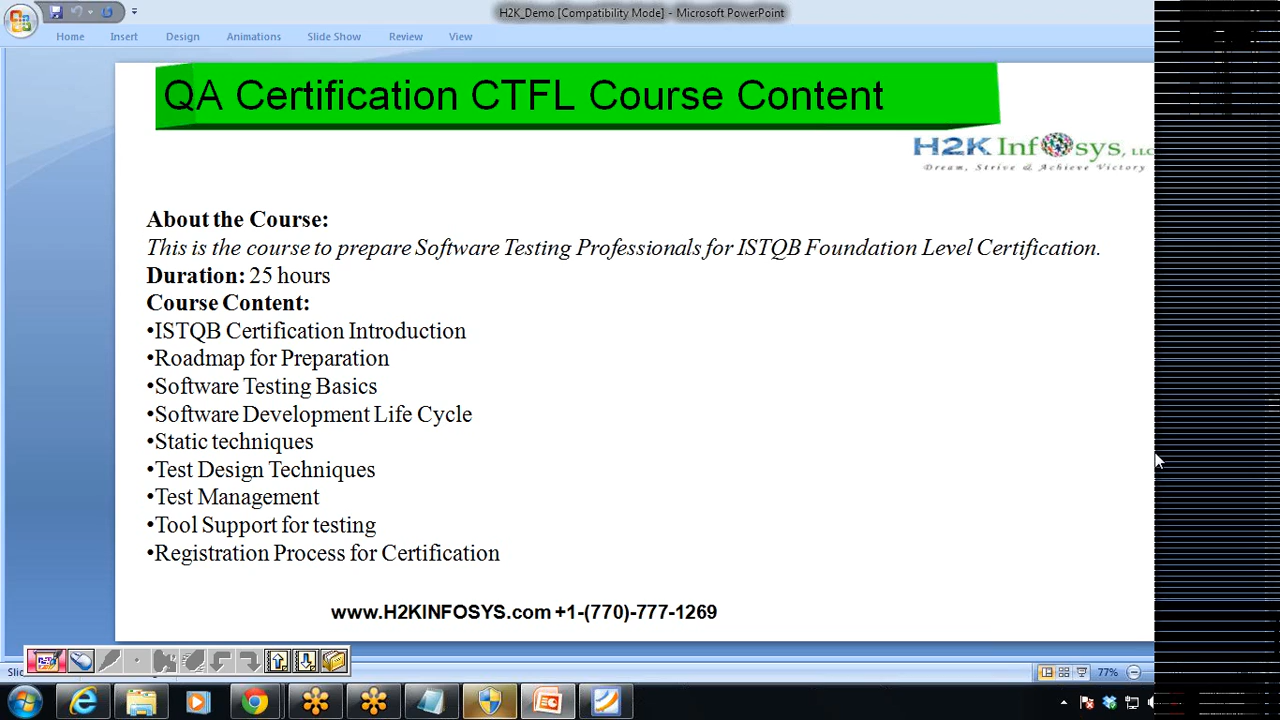 H2K_Demo [Compatibility Mode] - Microsoft PowerPoint
Home Insert Design Animations Slide Show Review View
QA Certification CTFL Course Content
H2K Infosys, LLC
Dream, Strive & Achieve Victory
About the Course:
This is the course to prepare Software Testing Professionals for ISTQB Foundation Level Certification.
Duration: 25 hours
Course Content:
•ISTQB Certification Introduction
•Roadmap for Preparation
•Software Testing Basics
•Software Development Life Cycle
•Static techniques
•Test Design Techniques
•Test Management
•Tool Support for testing
•Registration Process for Certification
www.H2KINFOSYS.com +1-(770)-777-1269
77%